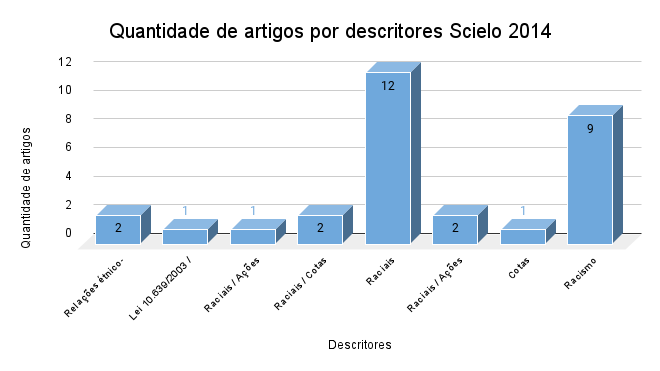 Quantidade de artigos por descritores Scielo 2014
Quantidade de artigos
12
10
8
6
4
2
0
2
1
1
2
12
2
1
9
Relações étnico-
Lei 10.639/2003 /
Raciais / Ações
Raciais / Cotas
Raciais
Raciais / Ações
Cotas
Racismo
Descritores